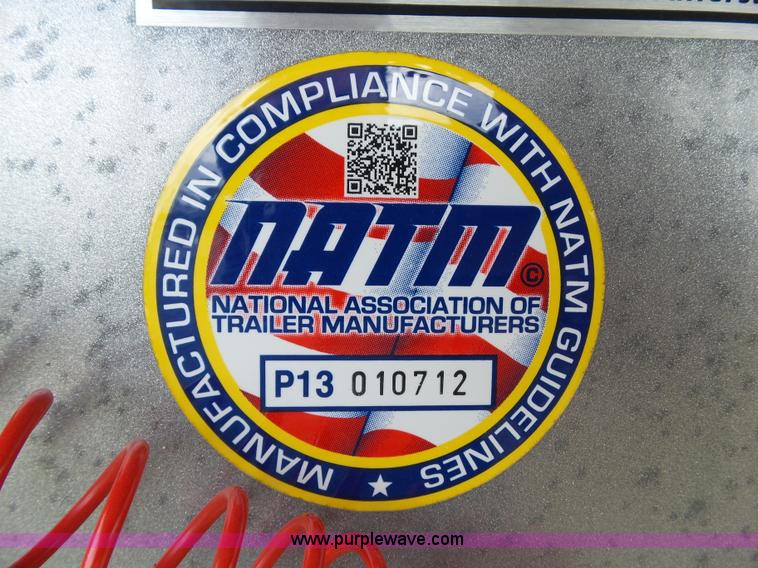 MANUFACTURED IN COMPLIANCE WITH NATM GUIDELINES
NATM ©
NATIONAL ASSOCIATION OF
TRAILER MANUFACTURERS
P13 010712
www.purplewave.com